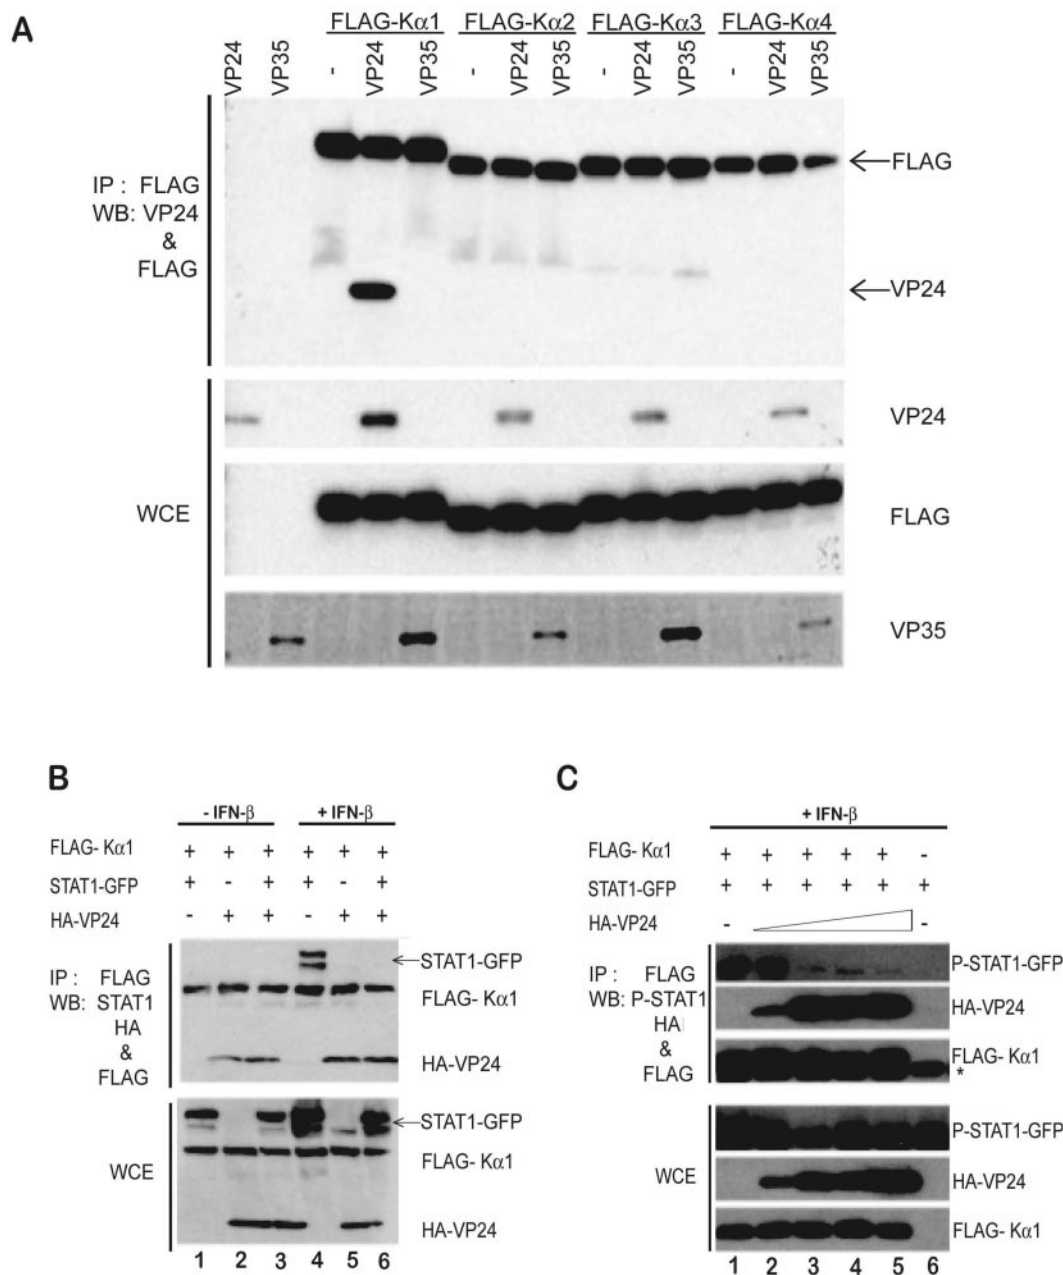 A
FLAG-Kα1 FLAG-Kα2 FLAG-Kα3 FLAG-Kα4
VP24 VP35 - VP24 VP35 - VP24 VP35 - VP24 VP35 - VP24 VP35
IP : FLAG
WB: VP24
&
FLAG
FLAG
VP24
WCE
VP24
FLAG
VP35
B
- IFN-β + IFN-β
FLAG- Kα1 + + + + + +
STAT1-GFP + - + + - +
HA-VP24 - + + - + +
IP : FLAG
WB: STAT1
HA
&
FLAG
STAT1-GFP
FLAG- Kα1
HA-VP24
WCE
STAT1-GFP
FLAG- Kα1
HA-VP24
1 2 3 4 5 6
C
+ IFN-β
FLAG- Kα1 + + + + + -
STAT1-GFP + + + + + +
HA-VP24 - -
IP : FLAG
WB: P-STAT1
HA
&
FLAG
P-STAT1-GFP
HA-VP24
FLAG- Kα1
*
WCE
P-STAT1-GFP
HA-VP24
FLAG- Kα1
1 2 3 4 5 6